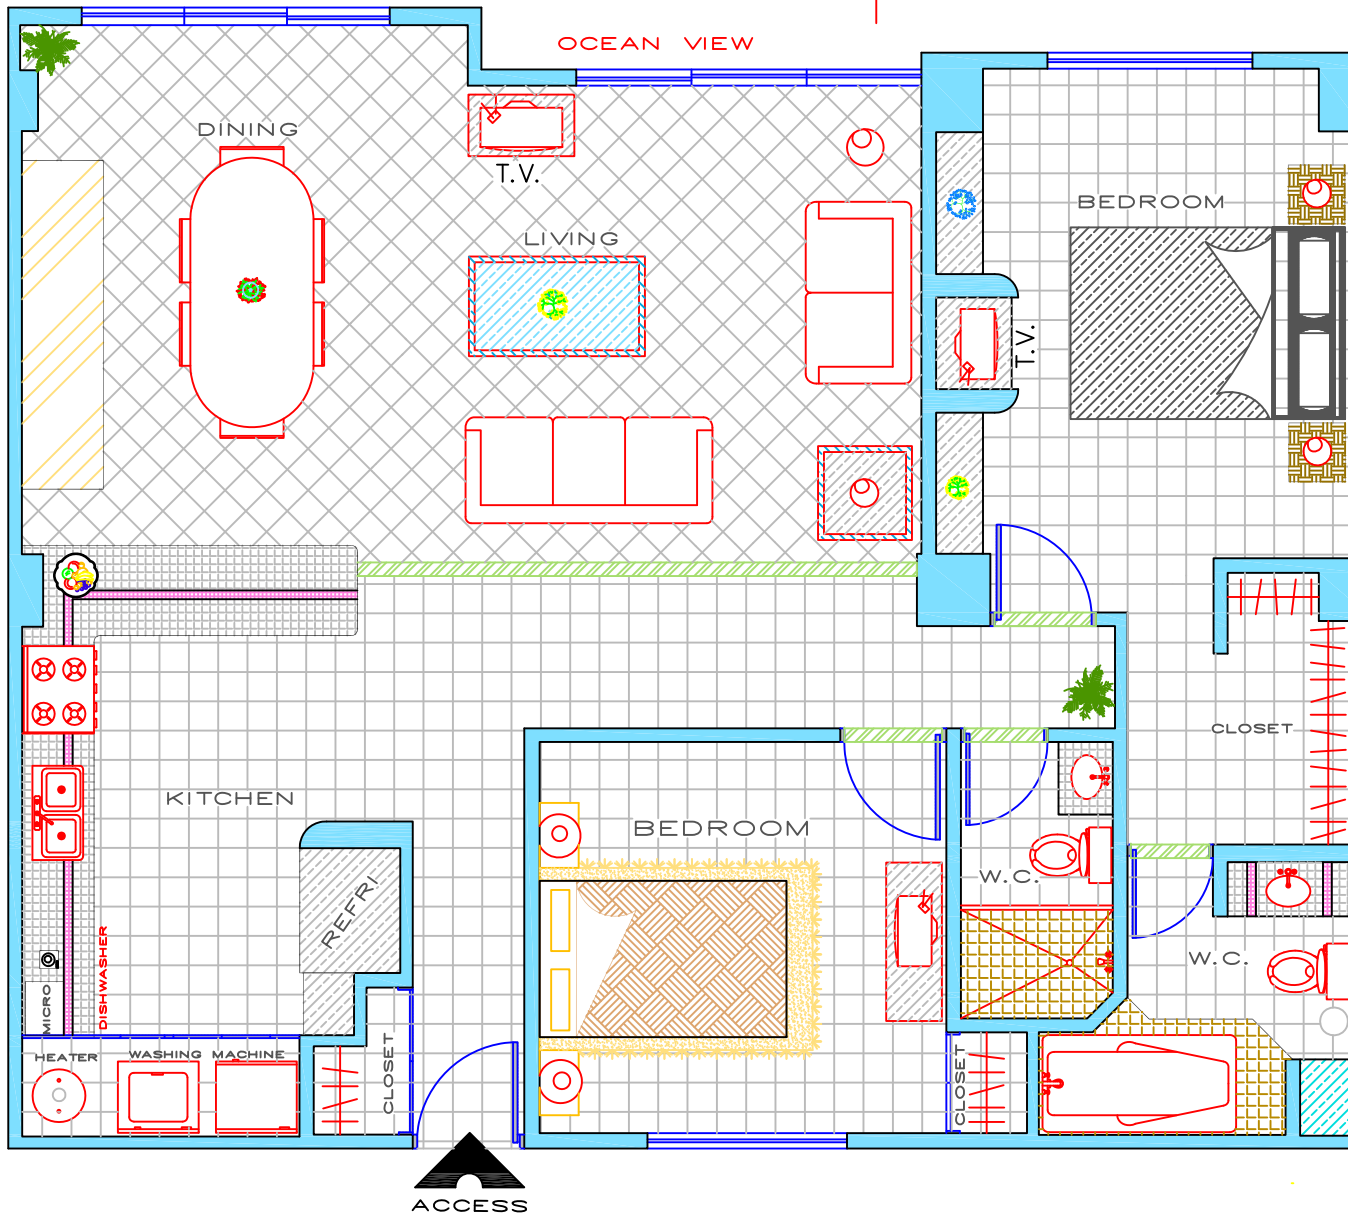 OCEAN VIEW
DINING
T.V.
BEDROOM
LIVING
T.V.
CLOSET
KITCHEN
BEDROOM
W.C.
REFRI
W.C.
DISHWASHER
MICRO
HEATER
WASHING MACHINE
CLOSET
CLOSET
ACCESS